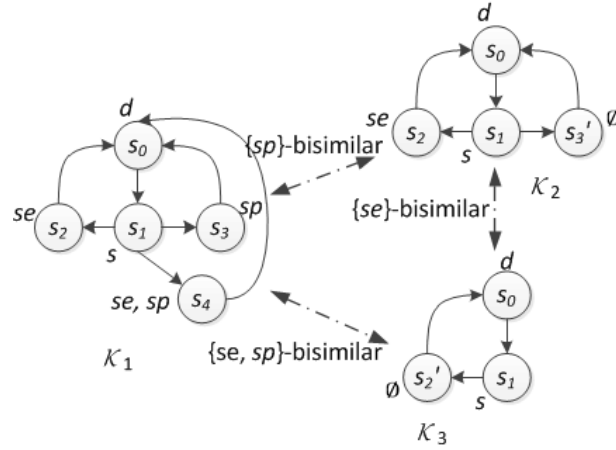 d
s₀
se
s₂
s₁
s₃'
∅
s
K₂
{sp}-bisimilar
d
s₀
se
s₂
s₁
s₃
sp
s
se, sp
s₄
K₁
{se}-bisimilar
{se, sp}-bisimilar
d
s₀
∅
s₂'
s₁
s
K₃